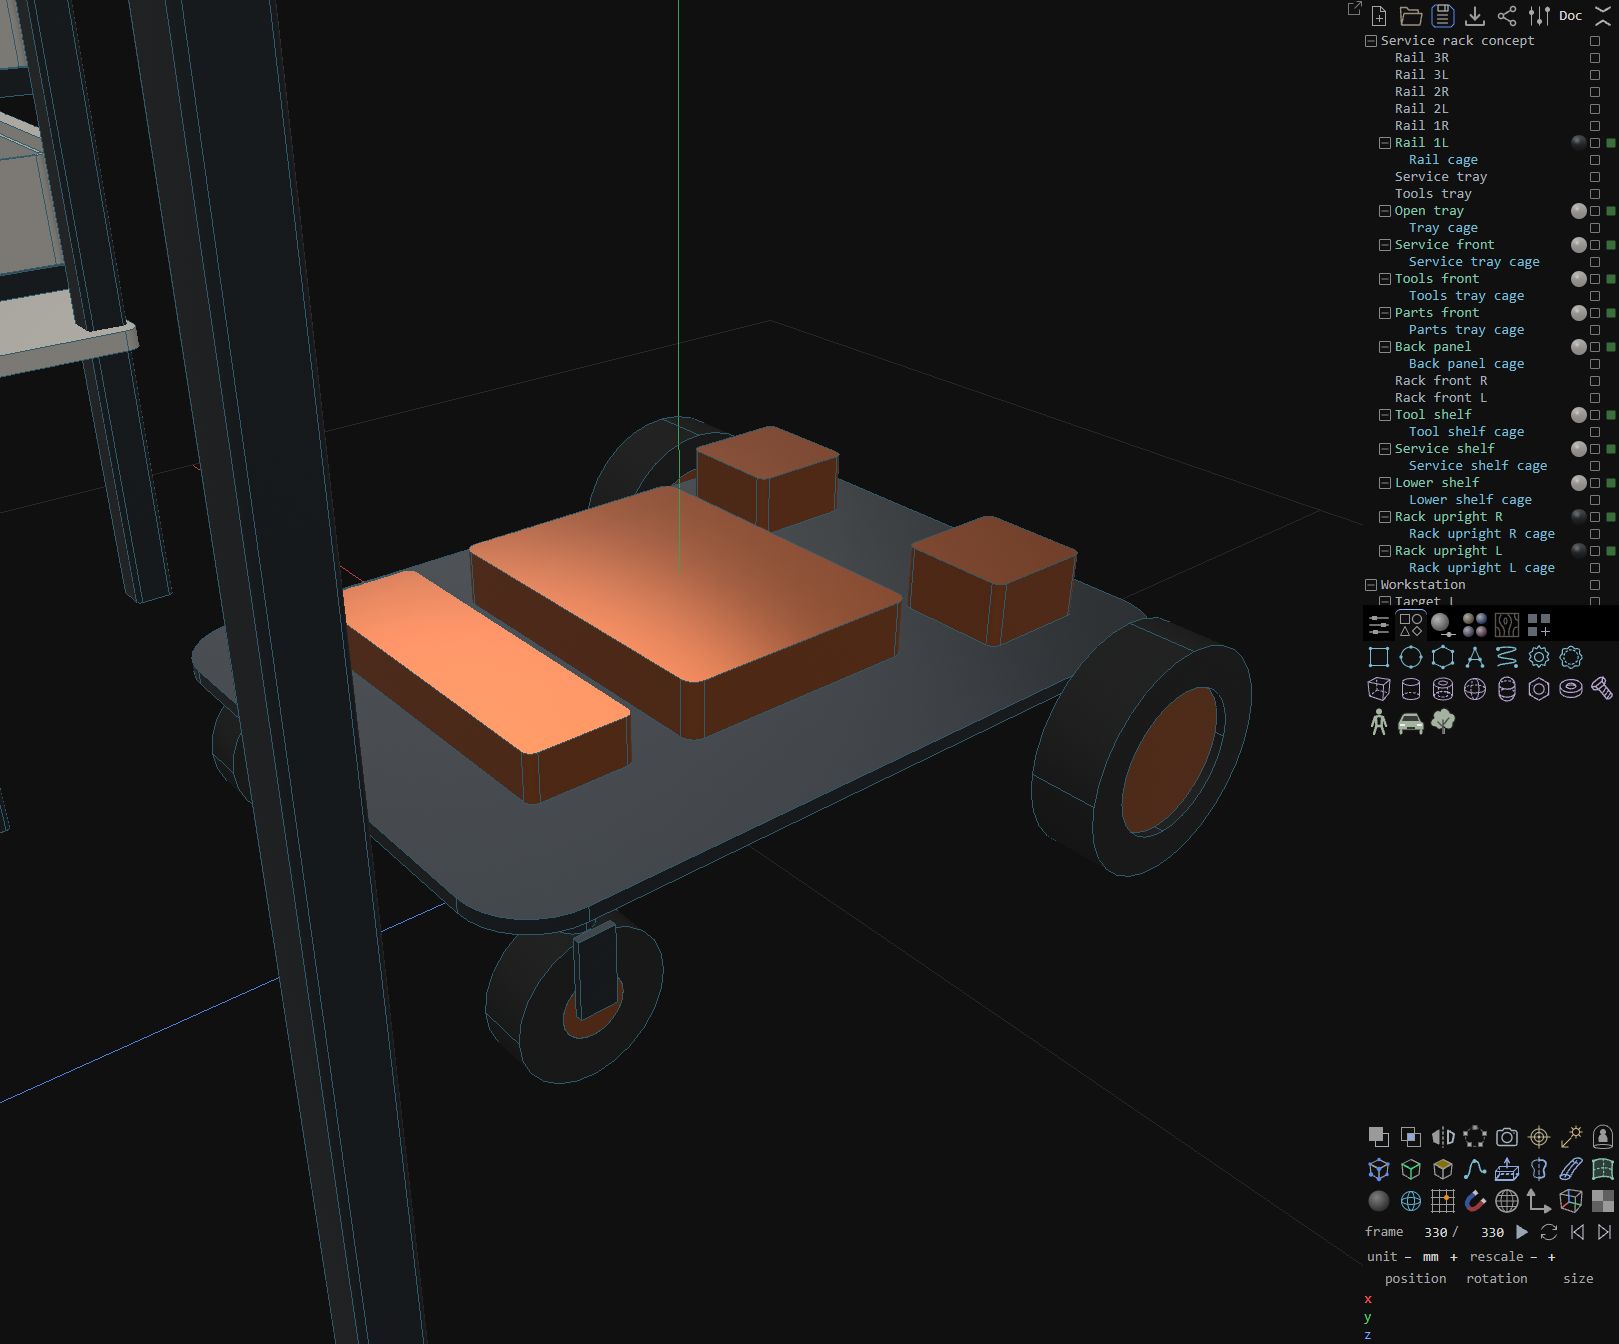 Doc
Service rack concept
Rail 3R
Rail 3L
Rail 2R
Rail 2L
Rail 1R
Rail 1L
Rail cage
Service tray
Tools tray
Open tray
Tray cage
Service front
Service tray cage
Tools front
Tools tray cage
Parts front
Parts tray cage
Back panel
Back panel cage
Rack front R
Rack front L
Tool shelf
Tool shelf cage
Service shelf
Service shelf cage
Lower shelf
Lower shelf cage
Rack upright R
Rack upright R cage
Rack upright L
Rack upright L cage
Workstation
Target L
frame 330/ 330
unit - mm + rescale - +
position rotation size
x
y
z